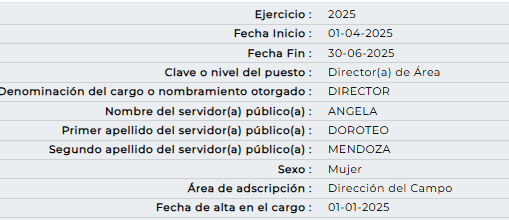 Ejercicio : 2025
Fecha Inicio : 01-04-2025
Fecha Fin : 30-06-2025
Clave o nivel del puesto : Director(a) de Área
Denominación del cargo o nombramiento otorgado : DIRECTOR
Nombre del servidor(a) público(a) : ANGELA
Primer apellido del servidor(a) público(a) : DOROTEO
Segundo apellido del servidor(a) público(a) : MENDOZA
Sexo : Mujer
Área de adscripción : Dirección del Campo
Fecha de alta en el cargo : 01-01-2025